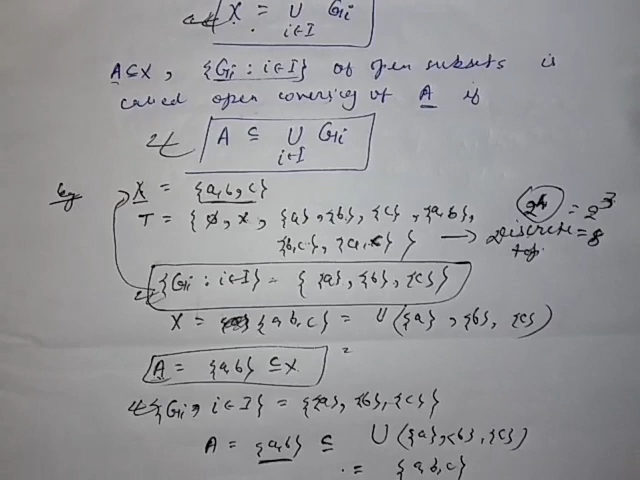 X = ∪ Gi
i∈I
A⊆X, {Gi : i∈I} of open subsets is
called open covering of A if
A ⊆ ∪ Gi
i∈I
Eg X = {a,b,c}
T = {∅, X, {a}, {b}, {c}, {a,b},
{b,c}, {a,c}} → Discrete = 8
top.
2^n = 2^3
{Gi : i∈I} = {{a}, {b}, {c}}
X = {a,b,c} = ∪({a}, {b}, {c})
A = {a,b} ⊆ X
{Gi, i∈I} = {{a}, {b}, {c}}
A = {a,b} ⊆ ∪({a}, {b}, {c})
= {a,b,c}